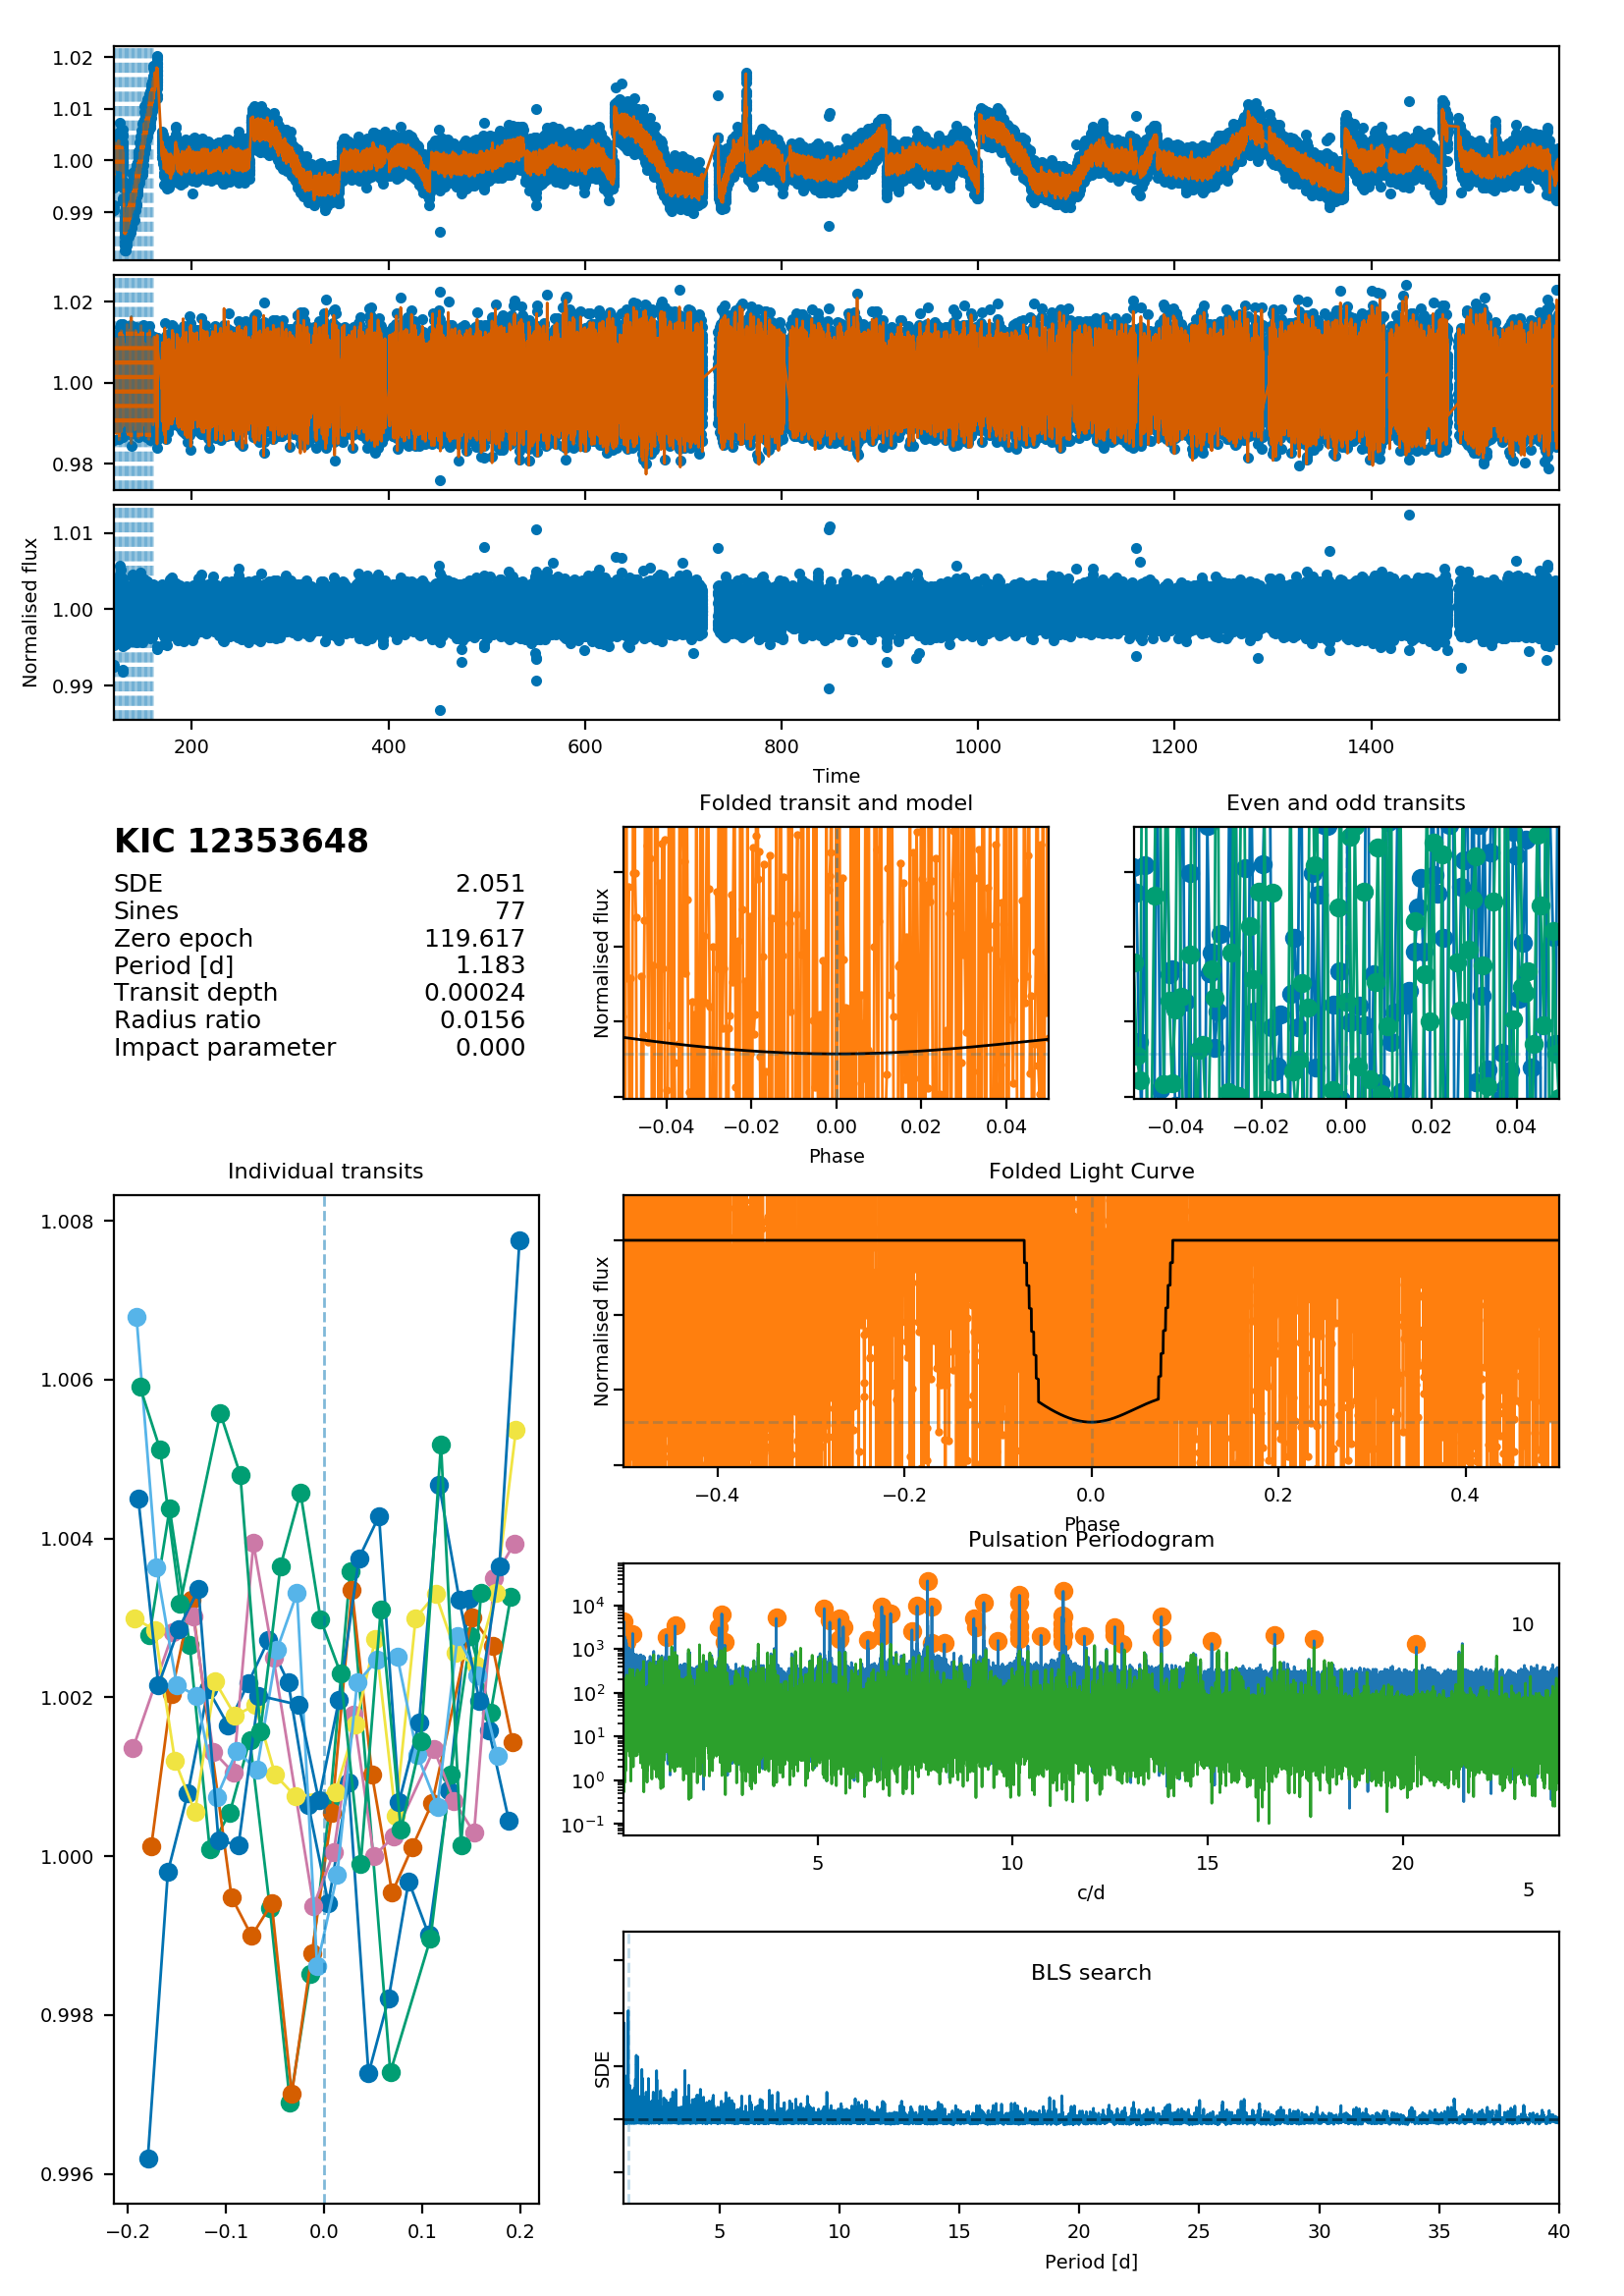 1.02
1.01
1.00
0.99
1.02
1.00
0.98
1.01
1.00
0.99
Normalised flux
200 400 600 800 1000 1200 1400
Time
KIC 12353648
SDE 2.051
Sines 77
Zero epoch 119.617
Period [d] 1.183
Transit depth 0.00024
Radius ratio 0.0156
Impact parameter 0.000
Folded transit and model
Normalised flux
−0.04 −0.02 0.00 0.02 0.04
Phase
Even and odd transits
−0.04 −0.02 0.00 0.02 0.04
Individual transits
1.008
1.006
1.004
1.002
1.000
0.998
0.996
−0.2 −0.1 0.0 0.1 0.2
Folded Light Curve
Normalised flux
−0.4 −0.2 0.0 0.2 0.4
Phase
Pulsation Periodogram
10⁴
10³
10²
10¹
10⁰
10⁻¹
10
5 10 15 20
c/d
5
BLS search
SDE
5 10 15 20 25 30 35 40
Period [d]